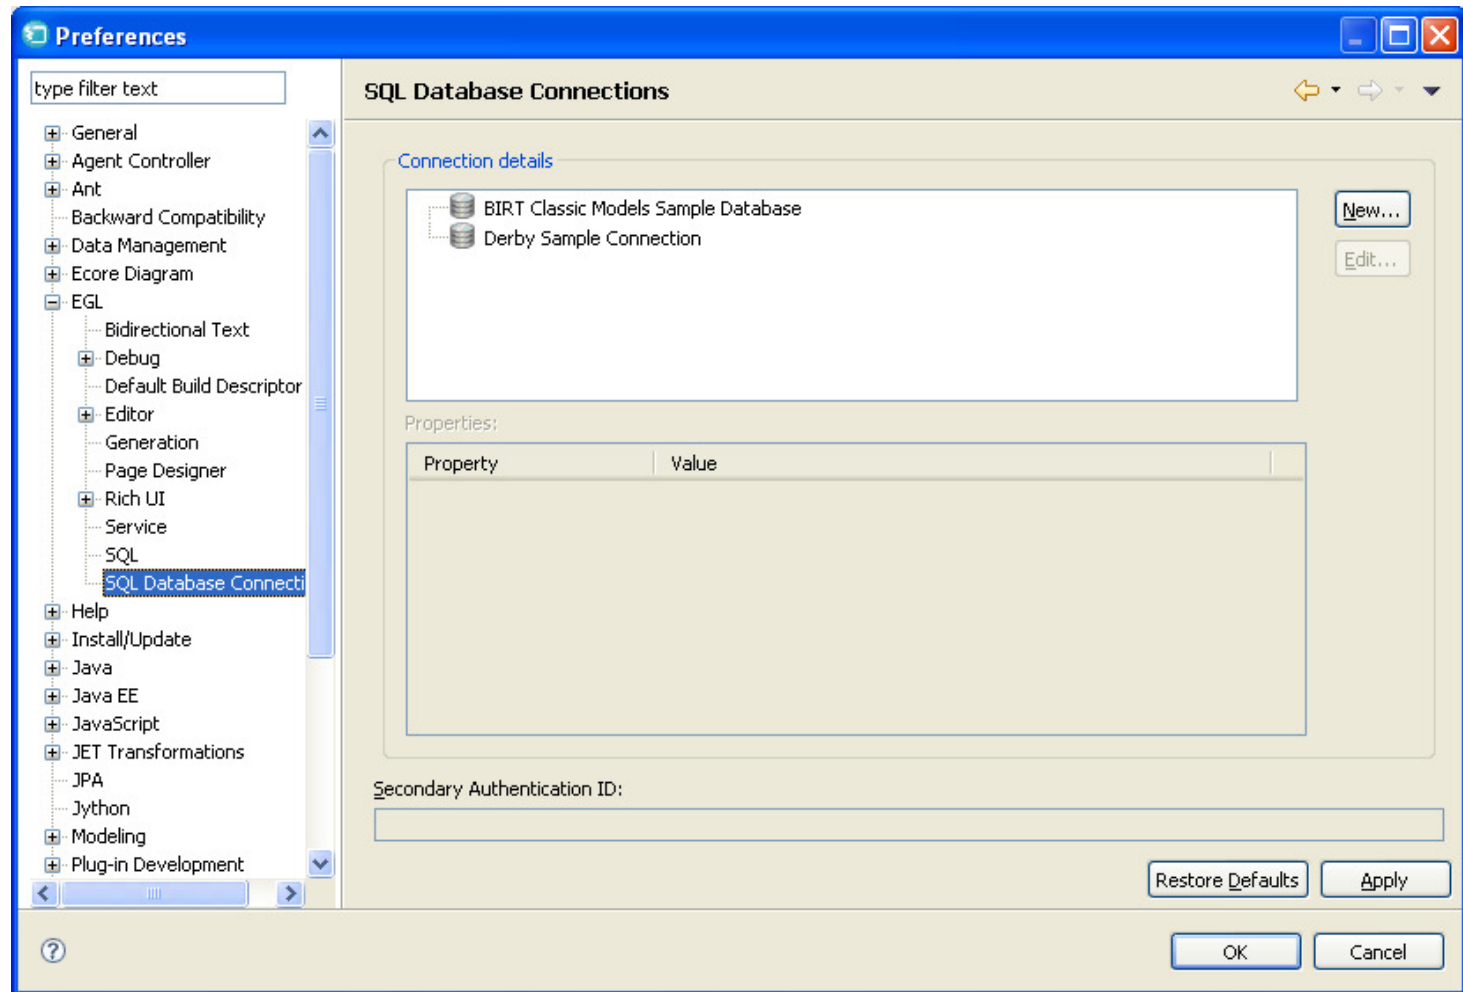 Preferences
type filter text
General
Agent Controller
Ant
Backward Compatibility
Data Management
Ecore Diagram
EGL
Bidirectional Text
Debug
Default Build Descriptor
Editor
Generation
Page Designer
Rich UI
Service
SQL
SQL Database Connecti
Help
Install/Update
Java
Java EE
JavaScript
JET Transformations
JPA
Jython
Modeling
Plug-in Development
SQL Database Connections
Connection details
BIRT Classic Models Sample Database
Derby Sample Connection
New...
Edit...
Properties:
Property Value
Secondary Authentication ID:
Restore Defaults Apply
? OK Cancel